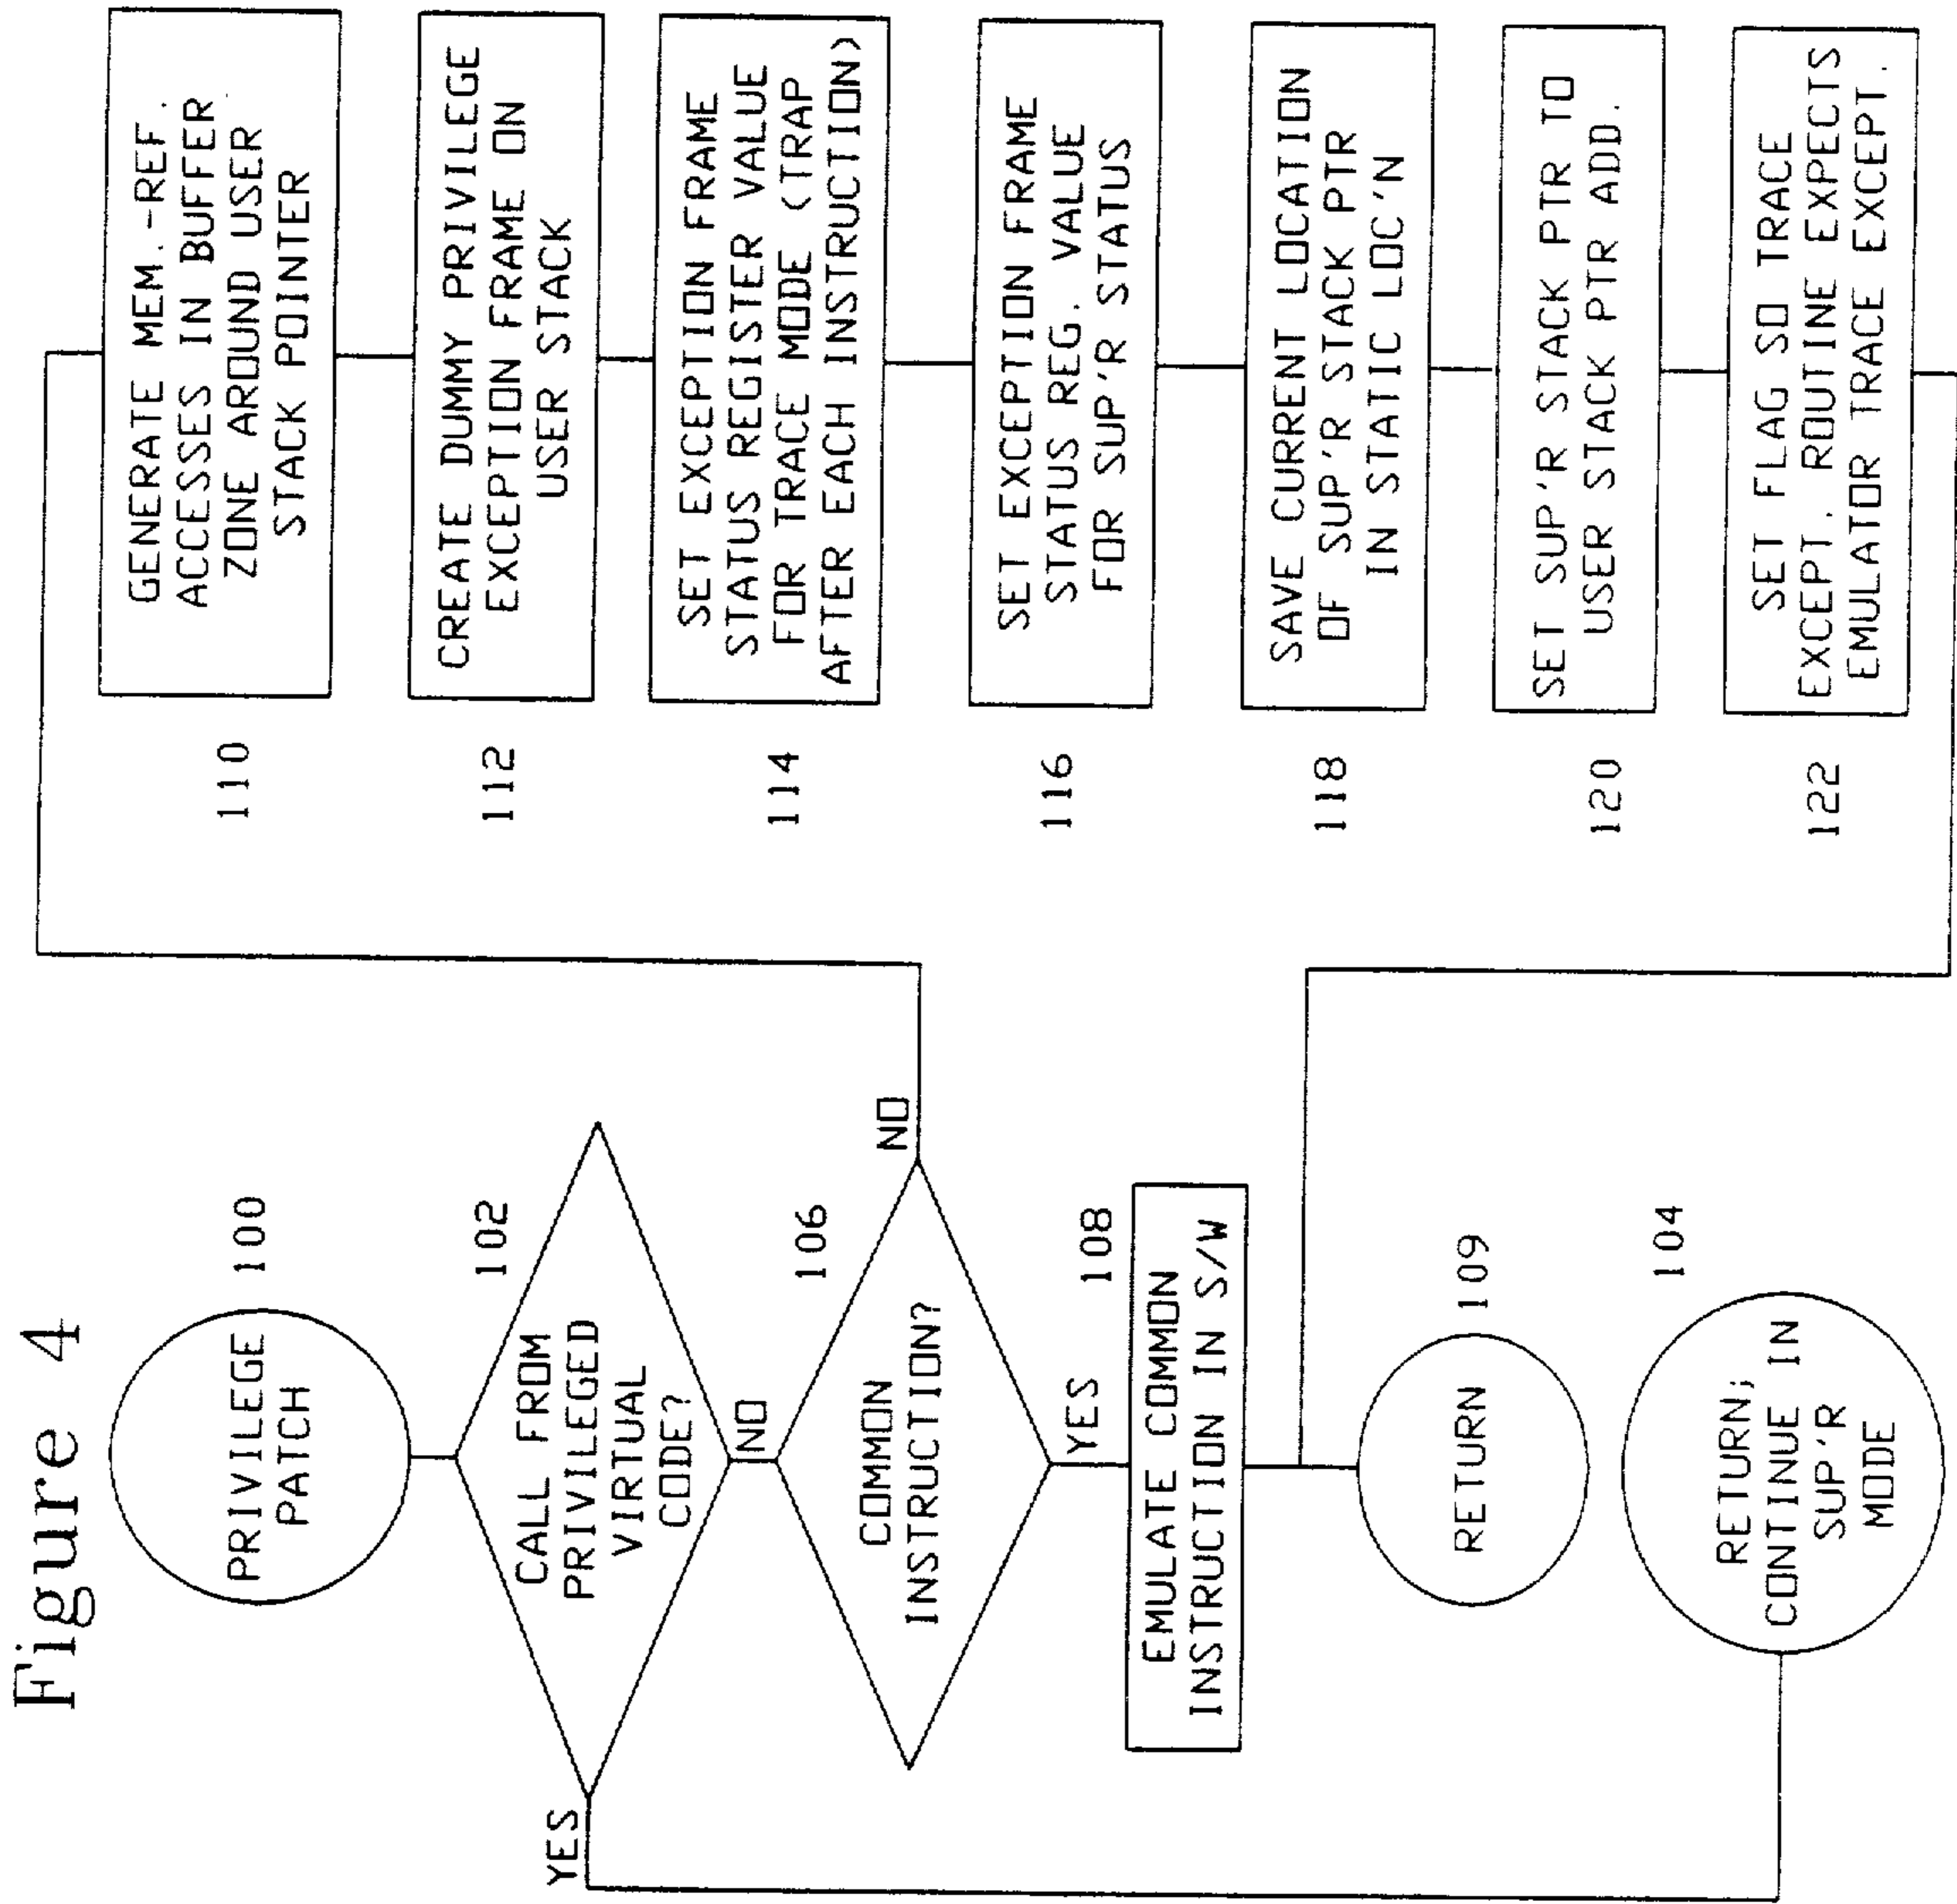 Figure 4
PRIVILEGE
PATCH
100
CALL FROM
PRIVILEGED
VIRTUAL
CODE?
102
YES
NO
COMMON
INSTRUCTION?
106
NO
YES
108
EMULATE COMMON
INSTRUCTION IN S/W
RETURN
109
RETURN;
CONTINUE IN
SUP'R
MODE
104
110
GENERATE MEM.-REF.
ACCESSES IN BUFFER
ZONE AROUND USER
STACK POINTER
112
CREATE DUMMY PRIVILEGE
EXCEPTION FRAME ON
USER STACK
114
SET EXCEPTION FRAME
STATUS REGISTER VALUE
FOR TRACE MODE (TRAP
AFTER EACH INSTRUCTION)
116
SET EXCEPTION FRAME
STATUS REG. VALUE
FOR SUP'R STATUS
118
SAVE CURRENT LOCATION
OF SUP'R STACK PTR
IN STATIC LOC'N
120
SET SUP'R STACK PTR TO
USER STACK PTR ADD.
122
SET FLAG SO TRACE
EXCEPT. ROUTINE EXPECTS
EMULATOR TRACE EXCEPT.